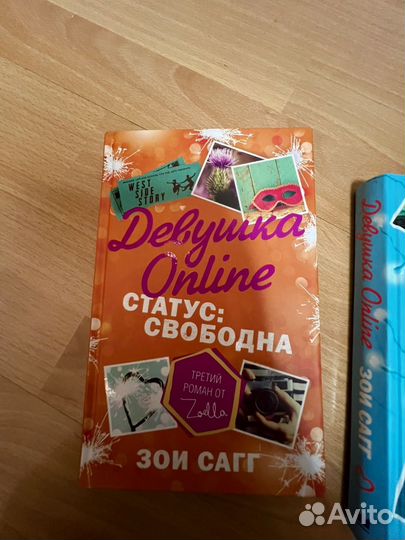 WEST
SIDE
STORY
Девушка
Online
СТАТУС:
СВОБОДНА
ТРЕТИЙ
РОМАН ОТ
Zoella
ЗОИ САГГ
Девушка Online ЗОИ САГГ
Avito